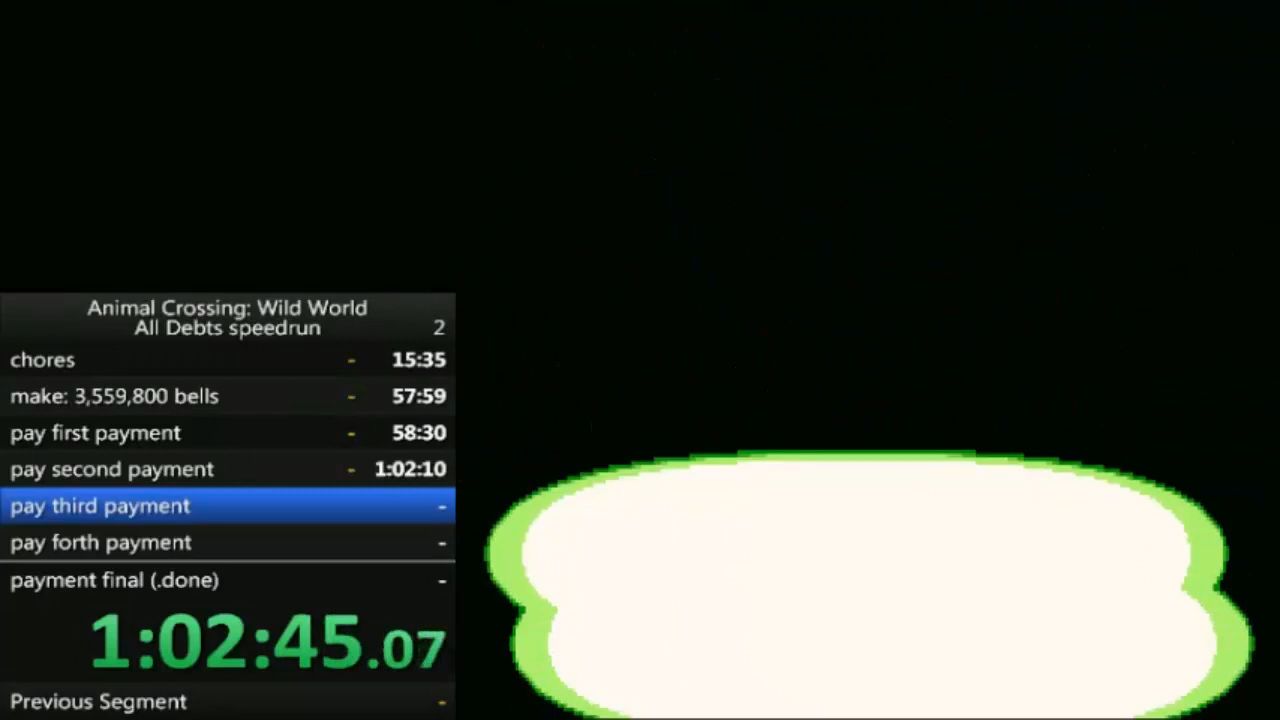 Animal Crossing: Wild World
All Debts speedrun 2
chores - 15:35
make: 3,559,800 bells - 57:59
pay first payment - 58:30
pay second payment - 1:02:10
pay third payment -
pay forth payment -
payment final (.done) -
1:02:45.07
Previous Segment -